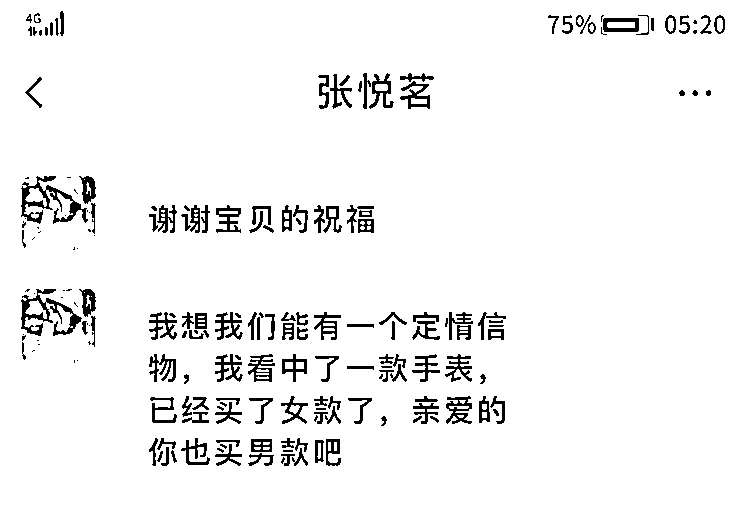 4G 75% 05:20
张悦茗
谢谢宝贝的祝福
我想我们能有一个定情信
物，我看中了一款手表，
已经买了女款了，亲爱的
你也买男款吧